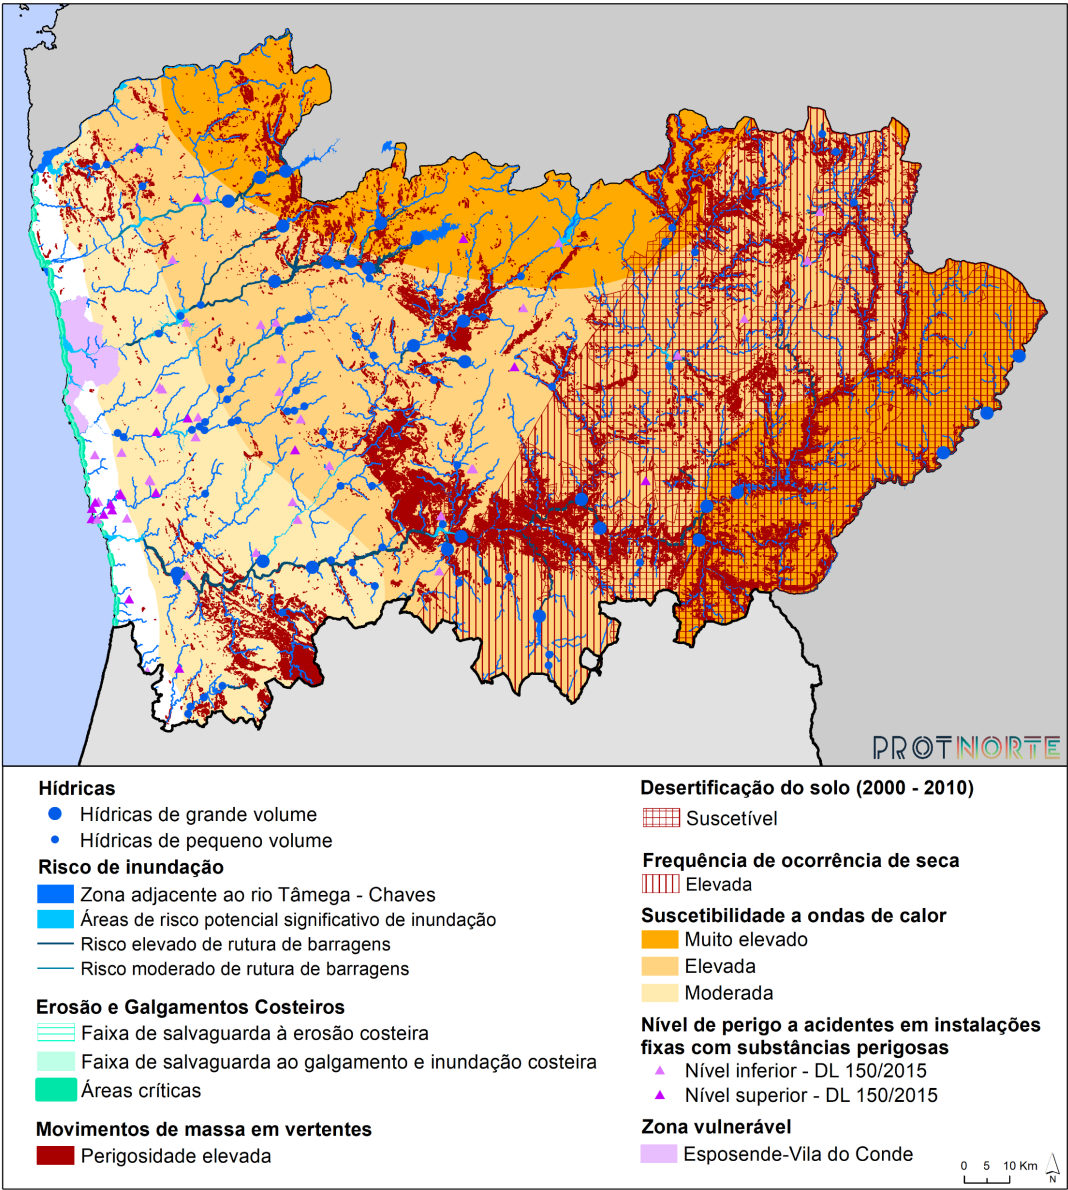 PROTNORTE
Hídricas
Hídricas de grande volume
Hídricas de pequeno volume
Risco de inundação
Zona adjacente ao rio Tâmega - Chaves
Áreas de risco potencial significativo de inundação
Risco elevado de rutura de barragens
Risco moderado de rutura de barragens
Erosão e Galgamentos Costeiros
Faixa de salvaguarda à erosão costeira
Faixa de salvaguarda ao galgamento e inundação costeira
Áreas críticas
Movimentos de massa em vertentes
Perigosidade elevada
Desertificação do solo (2000 - 2010)
Suscetível
Frequência de ocorrência de seca
Elevada
Suscetibilidade a ondas de calor
Muito elevado
Elevada
Moderada
Nível de perigo a acidentes em instalações
fixas com substâncias perigosas
Nível inferior - DL 150/2015
Nível superior - DL 150/2015
Zona vulnerável
Esposende-Vila do Conde
0 5 10 Km
N